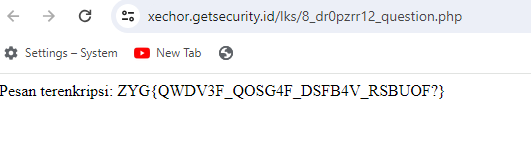 xechor.getsecurity.id/lks/8_dr0pzrr12_question.php
Settings – System New Tab
Pesan terenkripsi: ZYG{QWDV3F_QOSG4F_DSFB4V_RSBUOF?}